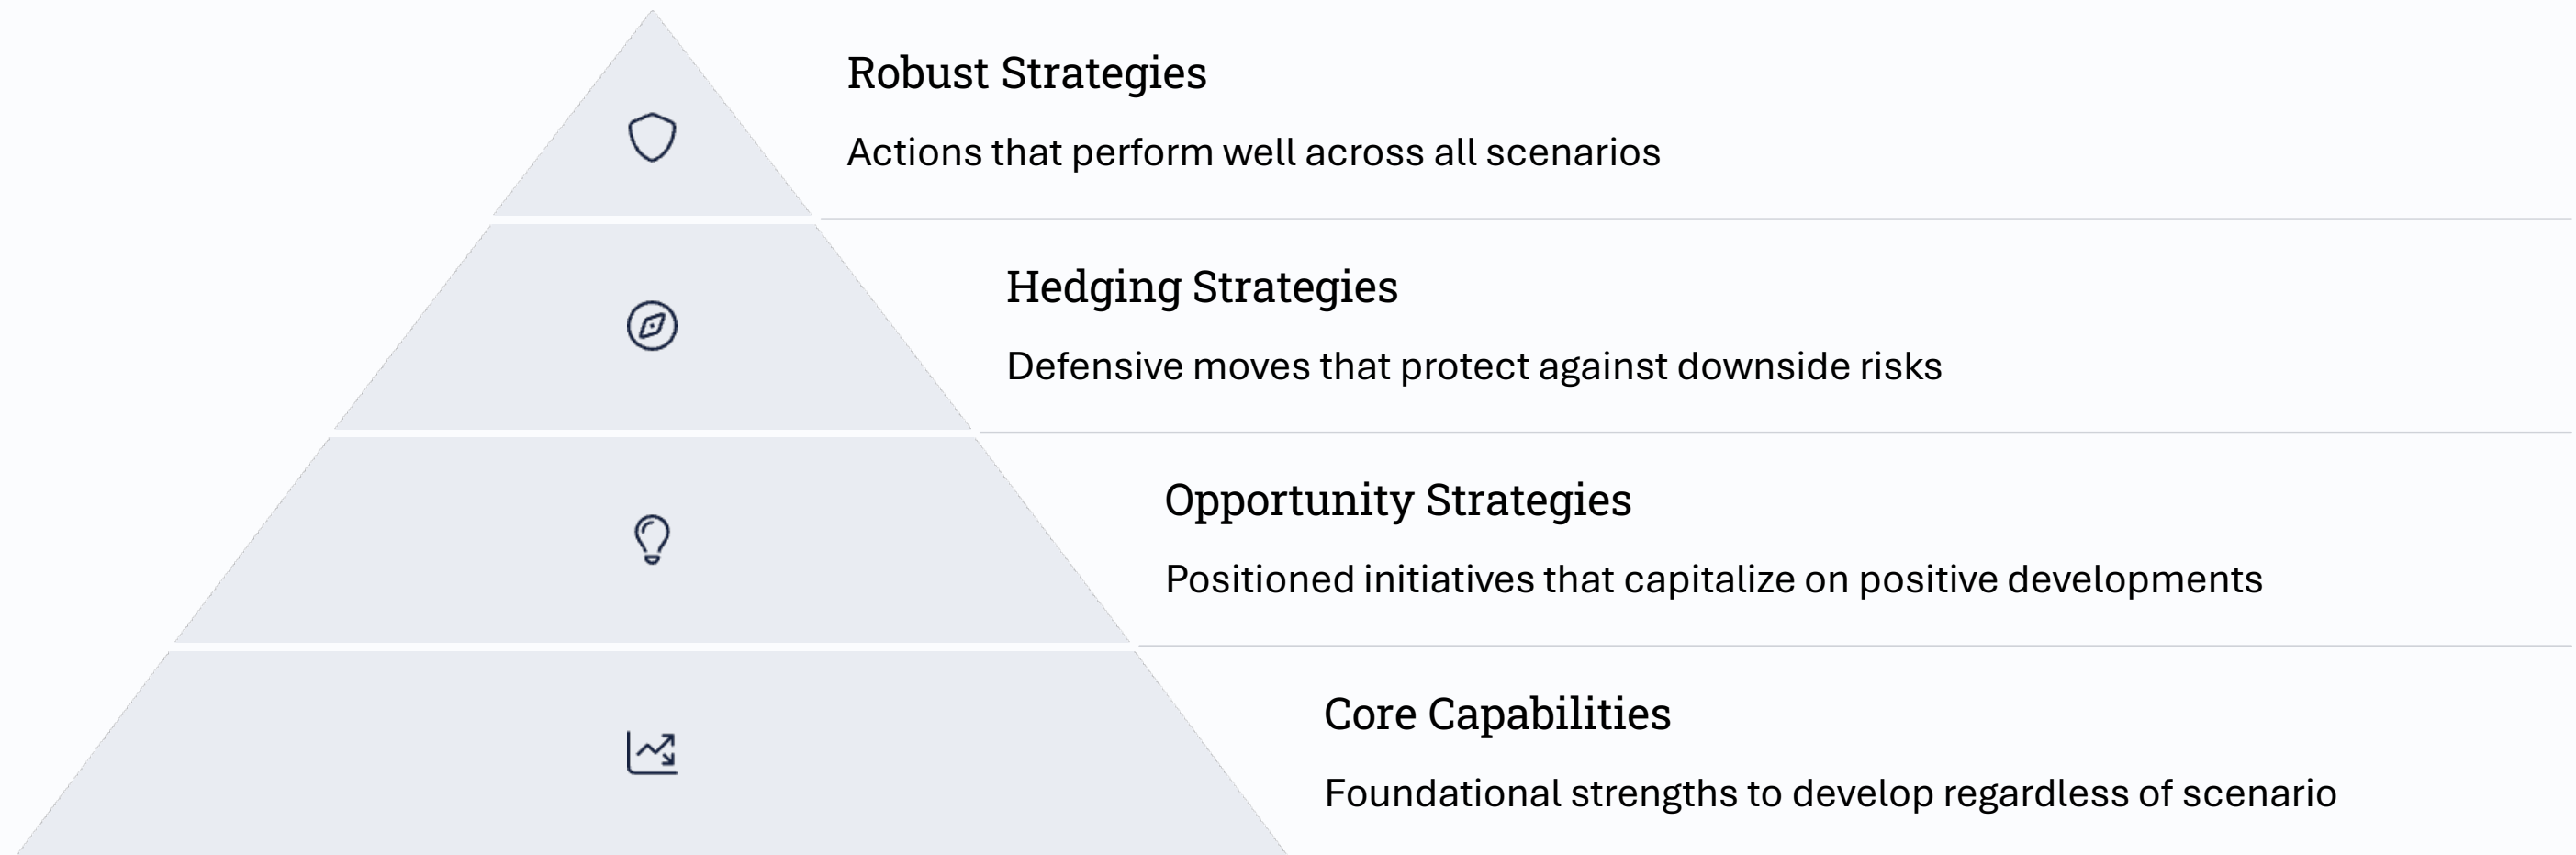 Robust Strategies
Actions that perform well across all scenarios
Hedging Strategies
Defensive moves that protect against downside risks
Opportunity Strategies
Positioned initiatives that capitalize on positive developments
Core Capabilities
Foundational strengths to develop regardless of scenario